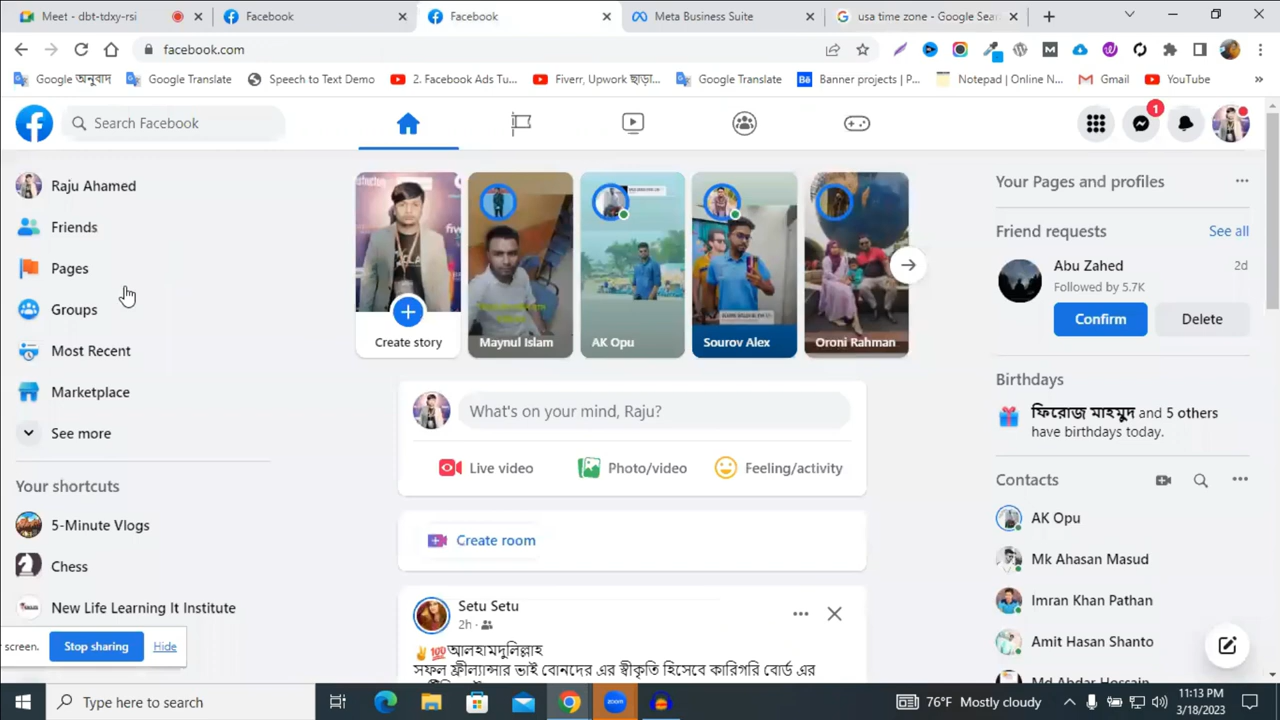 Meet - dbt-tdxy-rsi
Facebook
Facebook
Meta Business Suite
usa time zone - Google Sear
facebook.com
Google অনুবাদ
Google Translate
Speech to Text Demo
2. Facebook Ads Tu...
Fiverr, Upwork ছাড়া...
Google Translate
Banner projects | P...
Notepad | Online N...
Gmail
YouTube
Search Facebook
1
Raju Ahamed
Friends
Pages
Groups
Most Recent
Marketplace
See more
Your shortcuts
5-Minute Vlogs
Chess
New Life Learning It Institute
r screen.
Stop sharing
Hide
Create story
Maynul Islam
AK Opu
Sourov Alex
Oroni Rahman
What's on your mind, Raju?
Live video
Photo/video
Feeling/activity
Create room
Setu Setu
2h
✌💯আলহামদুলিল্লাহ
সফল ফ্রীল্যান্সার ভাই বোনদের এর স্বীকৃতি হিসেবে কারিগরি বোর্ড এর
Your Pages and profiles
Friend requests
See all
Abu Zahed
2d
Followed by 5.7K
Confirm
Delete
Birthdays
ফিরোজ মাহমুদ and 5 others
have birthdays today.
Contacts
AK Opu
Mk Ahasan Masud
Imran Khan Pathan
Amit Hasan Shanto
Md Abdar Hossain
Type here to search
zoom
76°F Mostly cloudy
11:13 PM
3/18/2023